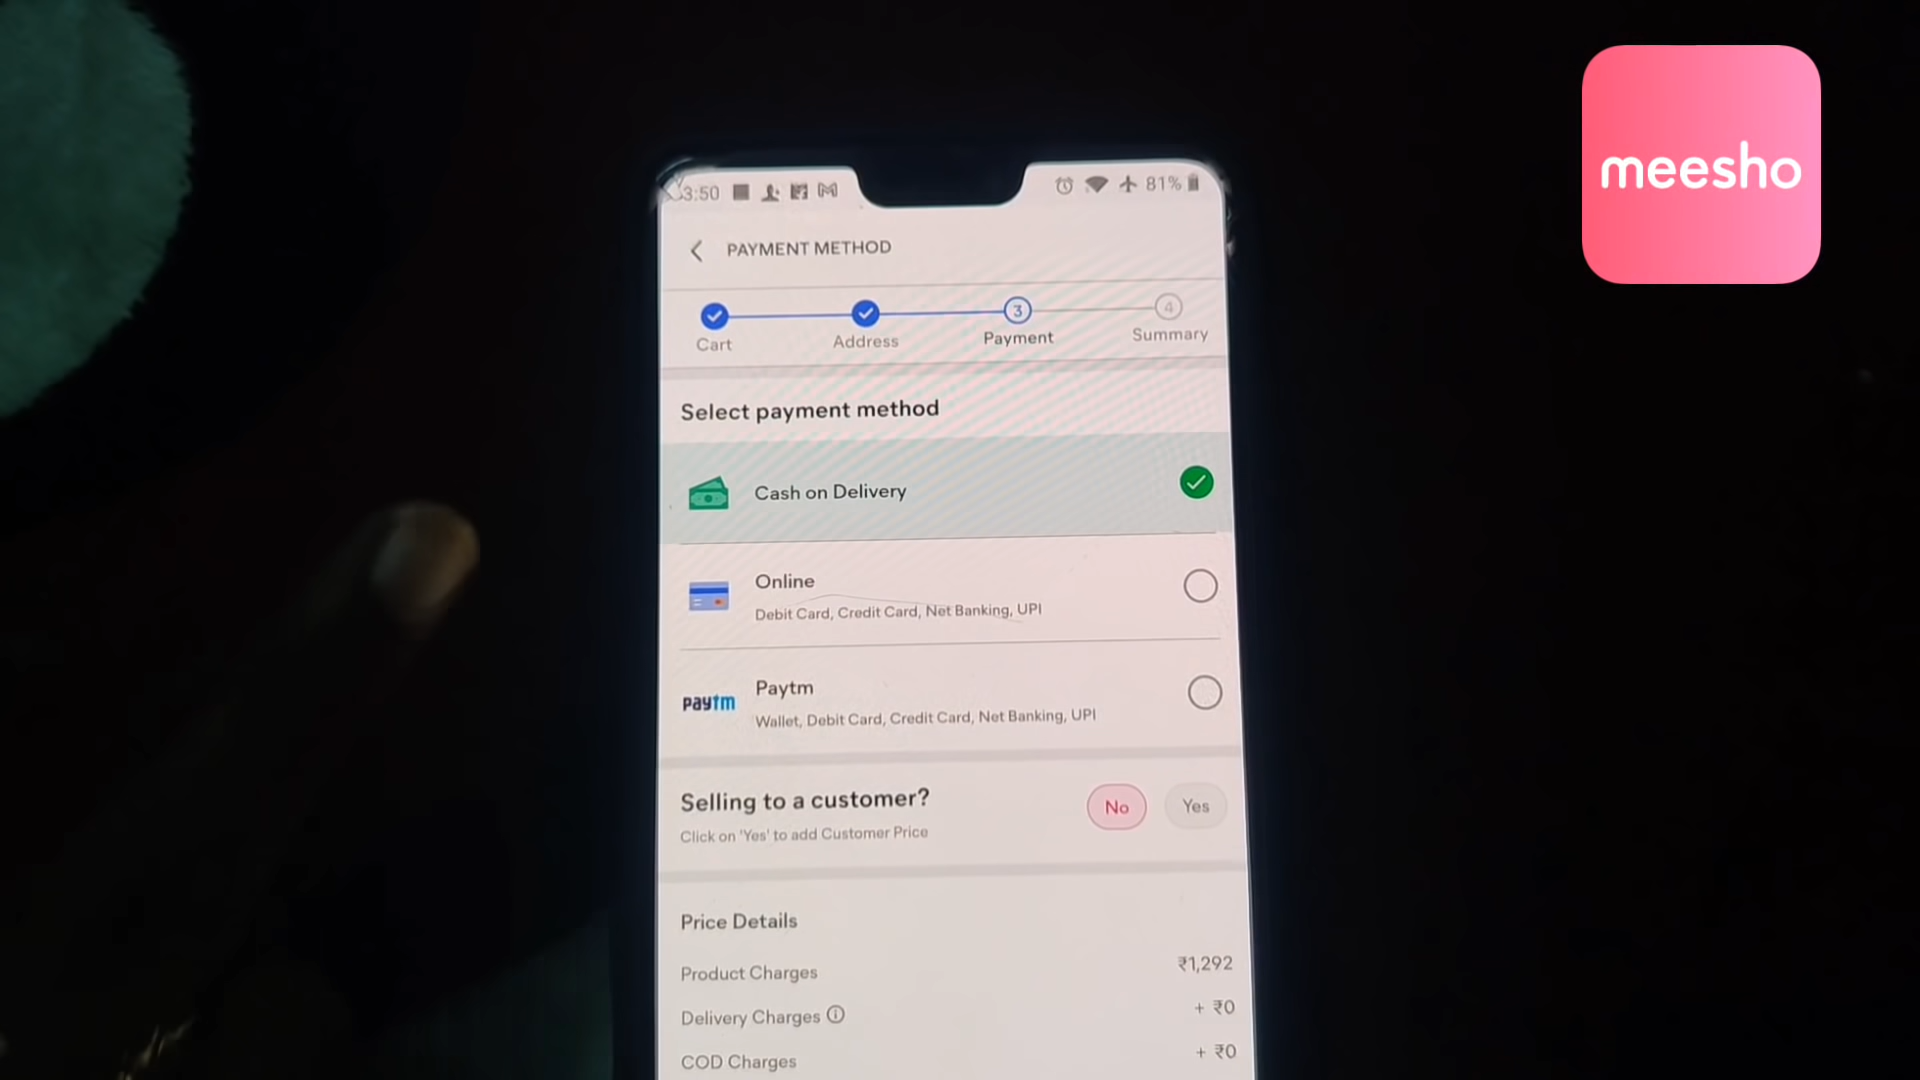 meesho
3:50 81%
PAYMENT METHOD
3 4
Cart Address Payment Summary
Select payment method
Cash on Delivery
Online
Debit Card, Credit Card, Net Banking, UPI
Paytm
paytm
Wallet, Debit Card, Credit Card, Net Banking, UPI
Selling to a customer? No Yes
Click on 'Yes' to add Customer Price
Price Details
Product Charges ₹1,292
Delivery Charges + ₹0
COD Charges + ₹0